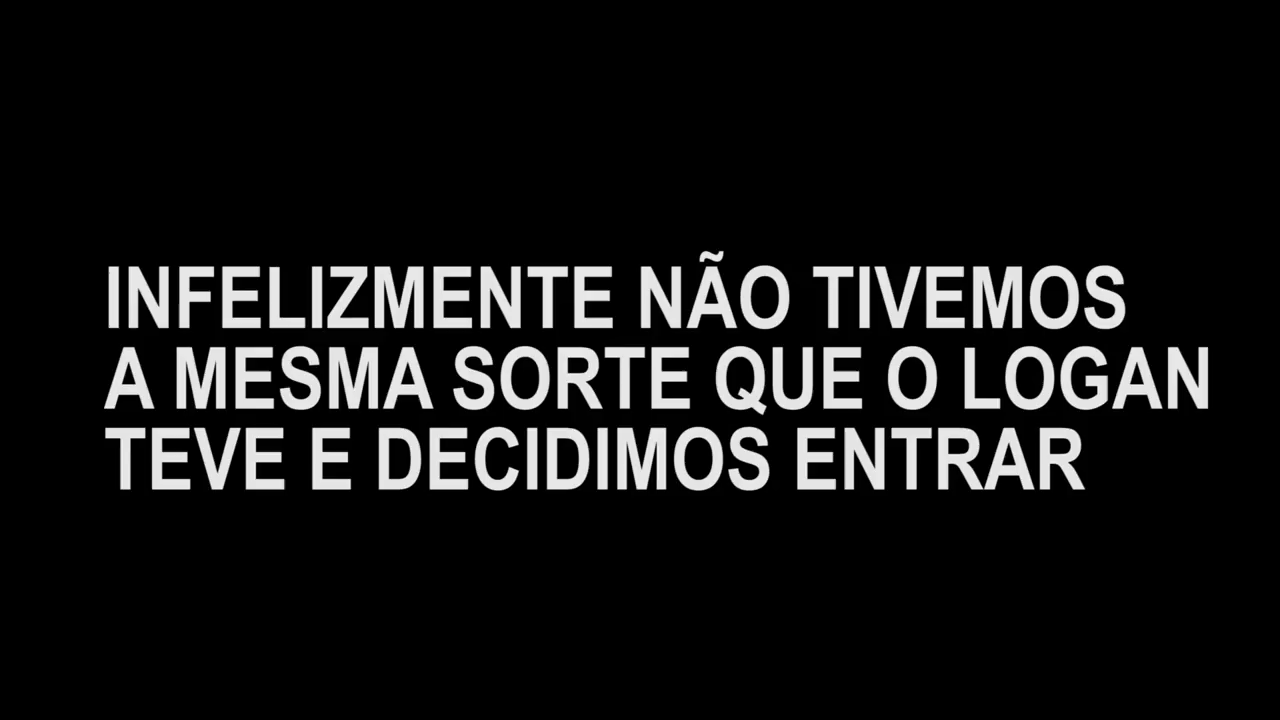 INFELIZMENTE NÃO TIVEMOS
A MESMA SORTE QUE O LOGAN
TEVE E DECIDIMOS ENTRAR